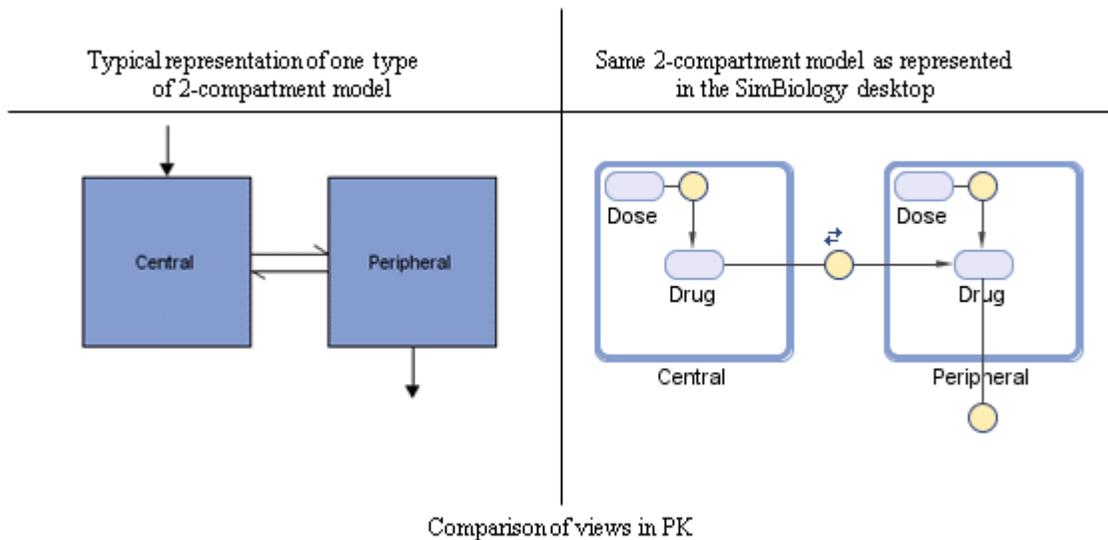 Typical representation of one type
of 2-compartment model
Same 2-compartment model as represented
in the SimBiology desktop
Central
Peripheral
Dose
Drug
Central
Dose
Drug
Peripheral
Comparison of views in PK